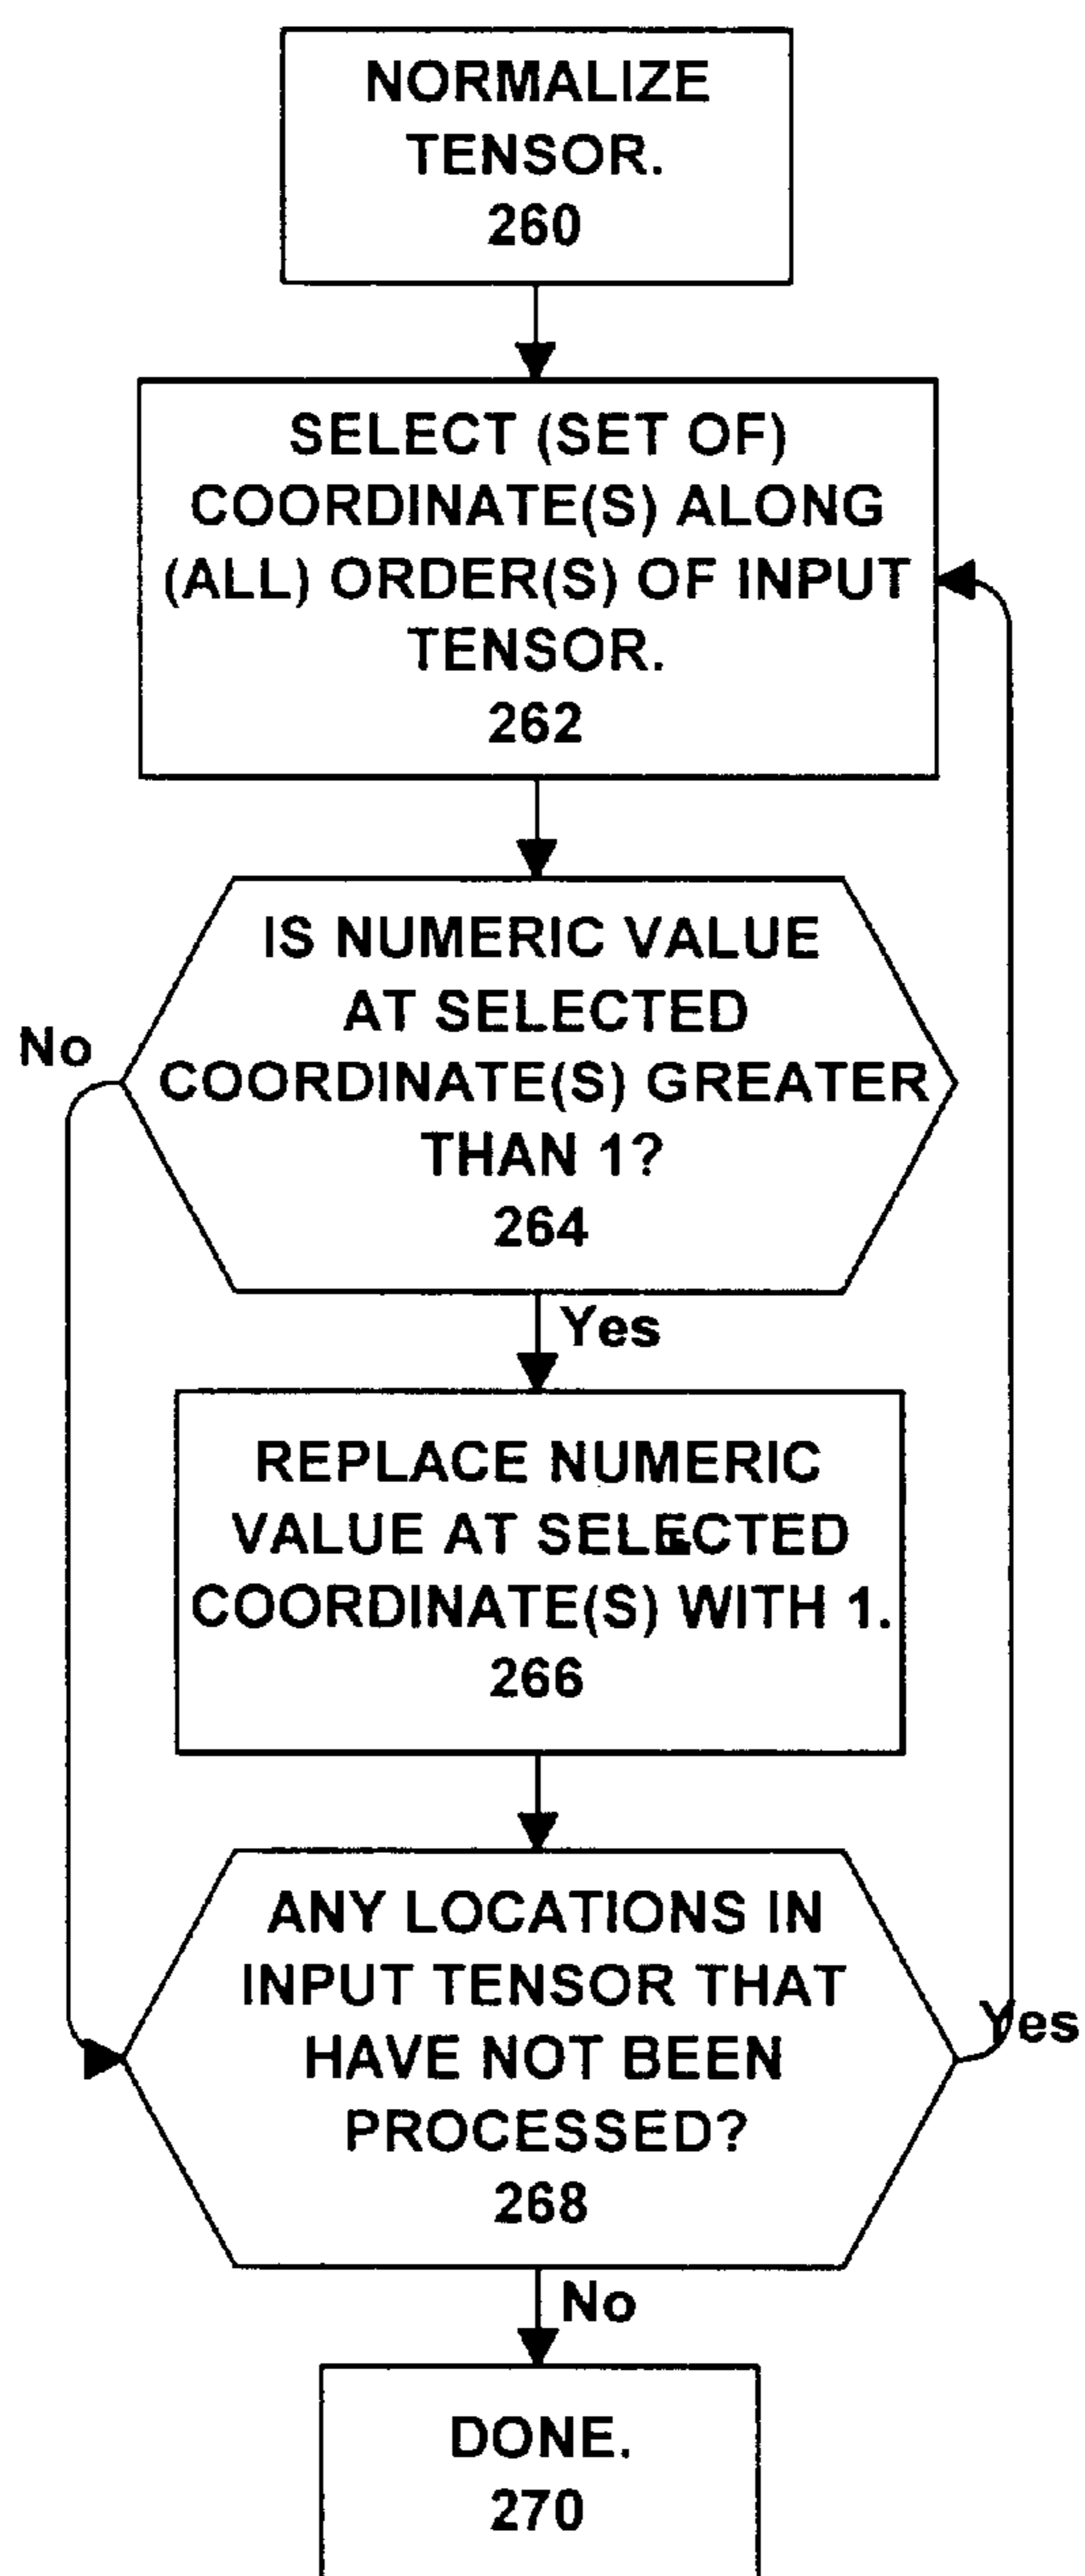 NORMALIZE
TENSOR.
260
SELECT (SET OF)
COORDINATE(S) ALONG
(ALL) ORDER(S) OF INPUT
TENSOR.
262
IS NUMERIC VALUE
AT SELECTED
COORDINATE(S) GREATER
THAN 1?
264
No
Yes
REPLACE NUMERIC
VALUE AT SELECTED
COORDINATE(S) WITH 1.
266
ANY LOCATIONS IN
INPUT TENSOR THAT
HAVE NOT BEEN
PROCESSED?
268
Yes
No
DONE.
270